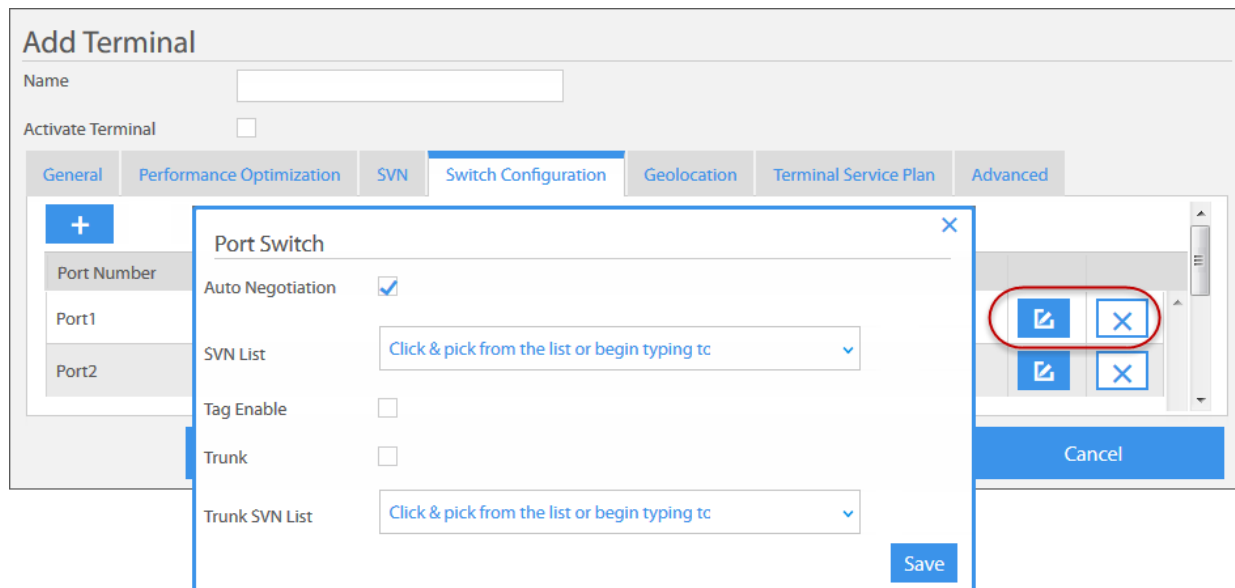 Add Terminal
Name
Activate Terminal
General Performance Optimization SVN Switch Configuration Geolocation Terminal Service Plan Advanced
Port Number
Port1
Port2
Port Switch
Auto Negotiation
SVN List Click & pick from the list or begin typing to
Tag Enable
Trunk
Trunk SVN List Click & pick from the list or begin typing to
Save
Cancel